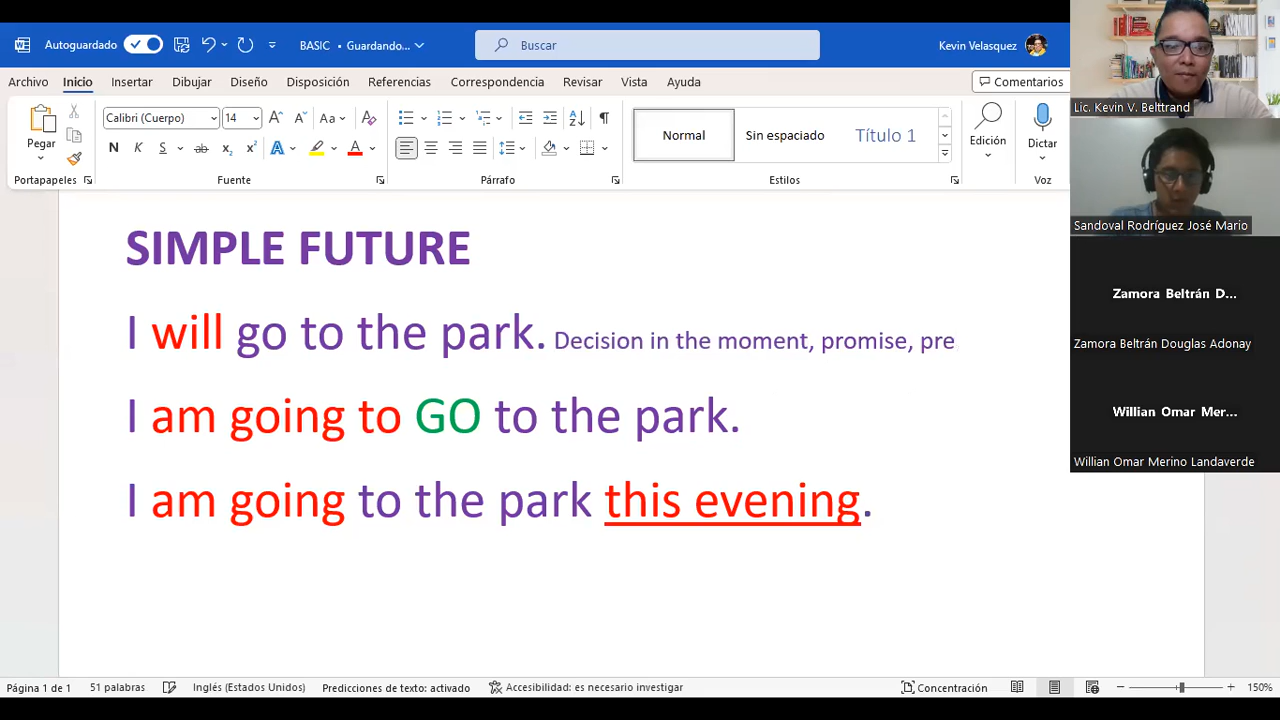 Autoguardado BASIC - Guardando... Buscar Kevin Velasquez
Archivo Inicio Insertar Dibujar Diseño Disposición Referencias Correspondencia Revisar Vista Ayuda Comentarios
Pegar Calibri (Cuerpo) 14 A A Aa A
N K S ab x₂ x² A A
Normal Sin espaciado Título 1 Edición Dictar
Portapapeles Fuente Párrafo Estilos Voz
SIMPLE FUTURE
I will go to the park. Decision in the moment, promise, pre
I am going to GO to the park.
I am going to the park this evening.
Página 1 de 1 51 palabras Inglés (Estados Unidos) Predicciones de texto: activado Accesibilidad: es necesario investigar Concentración 150%
Lic. Kevin V. Belttrand
Sandoval Rodríguez José Mario
Zamora Beltrán D...
Zamora Beltrán Douglas Adonay
Willian Omar Mer...
Willian Omar Merino Landaverde